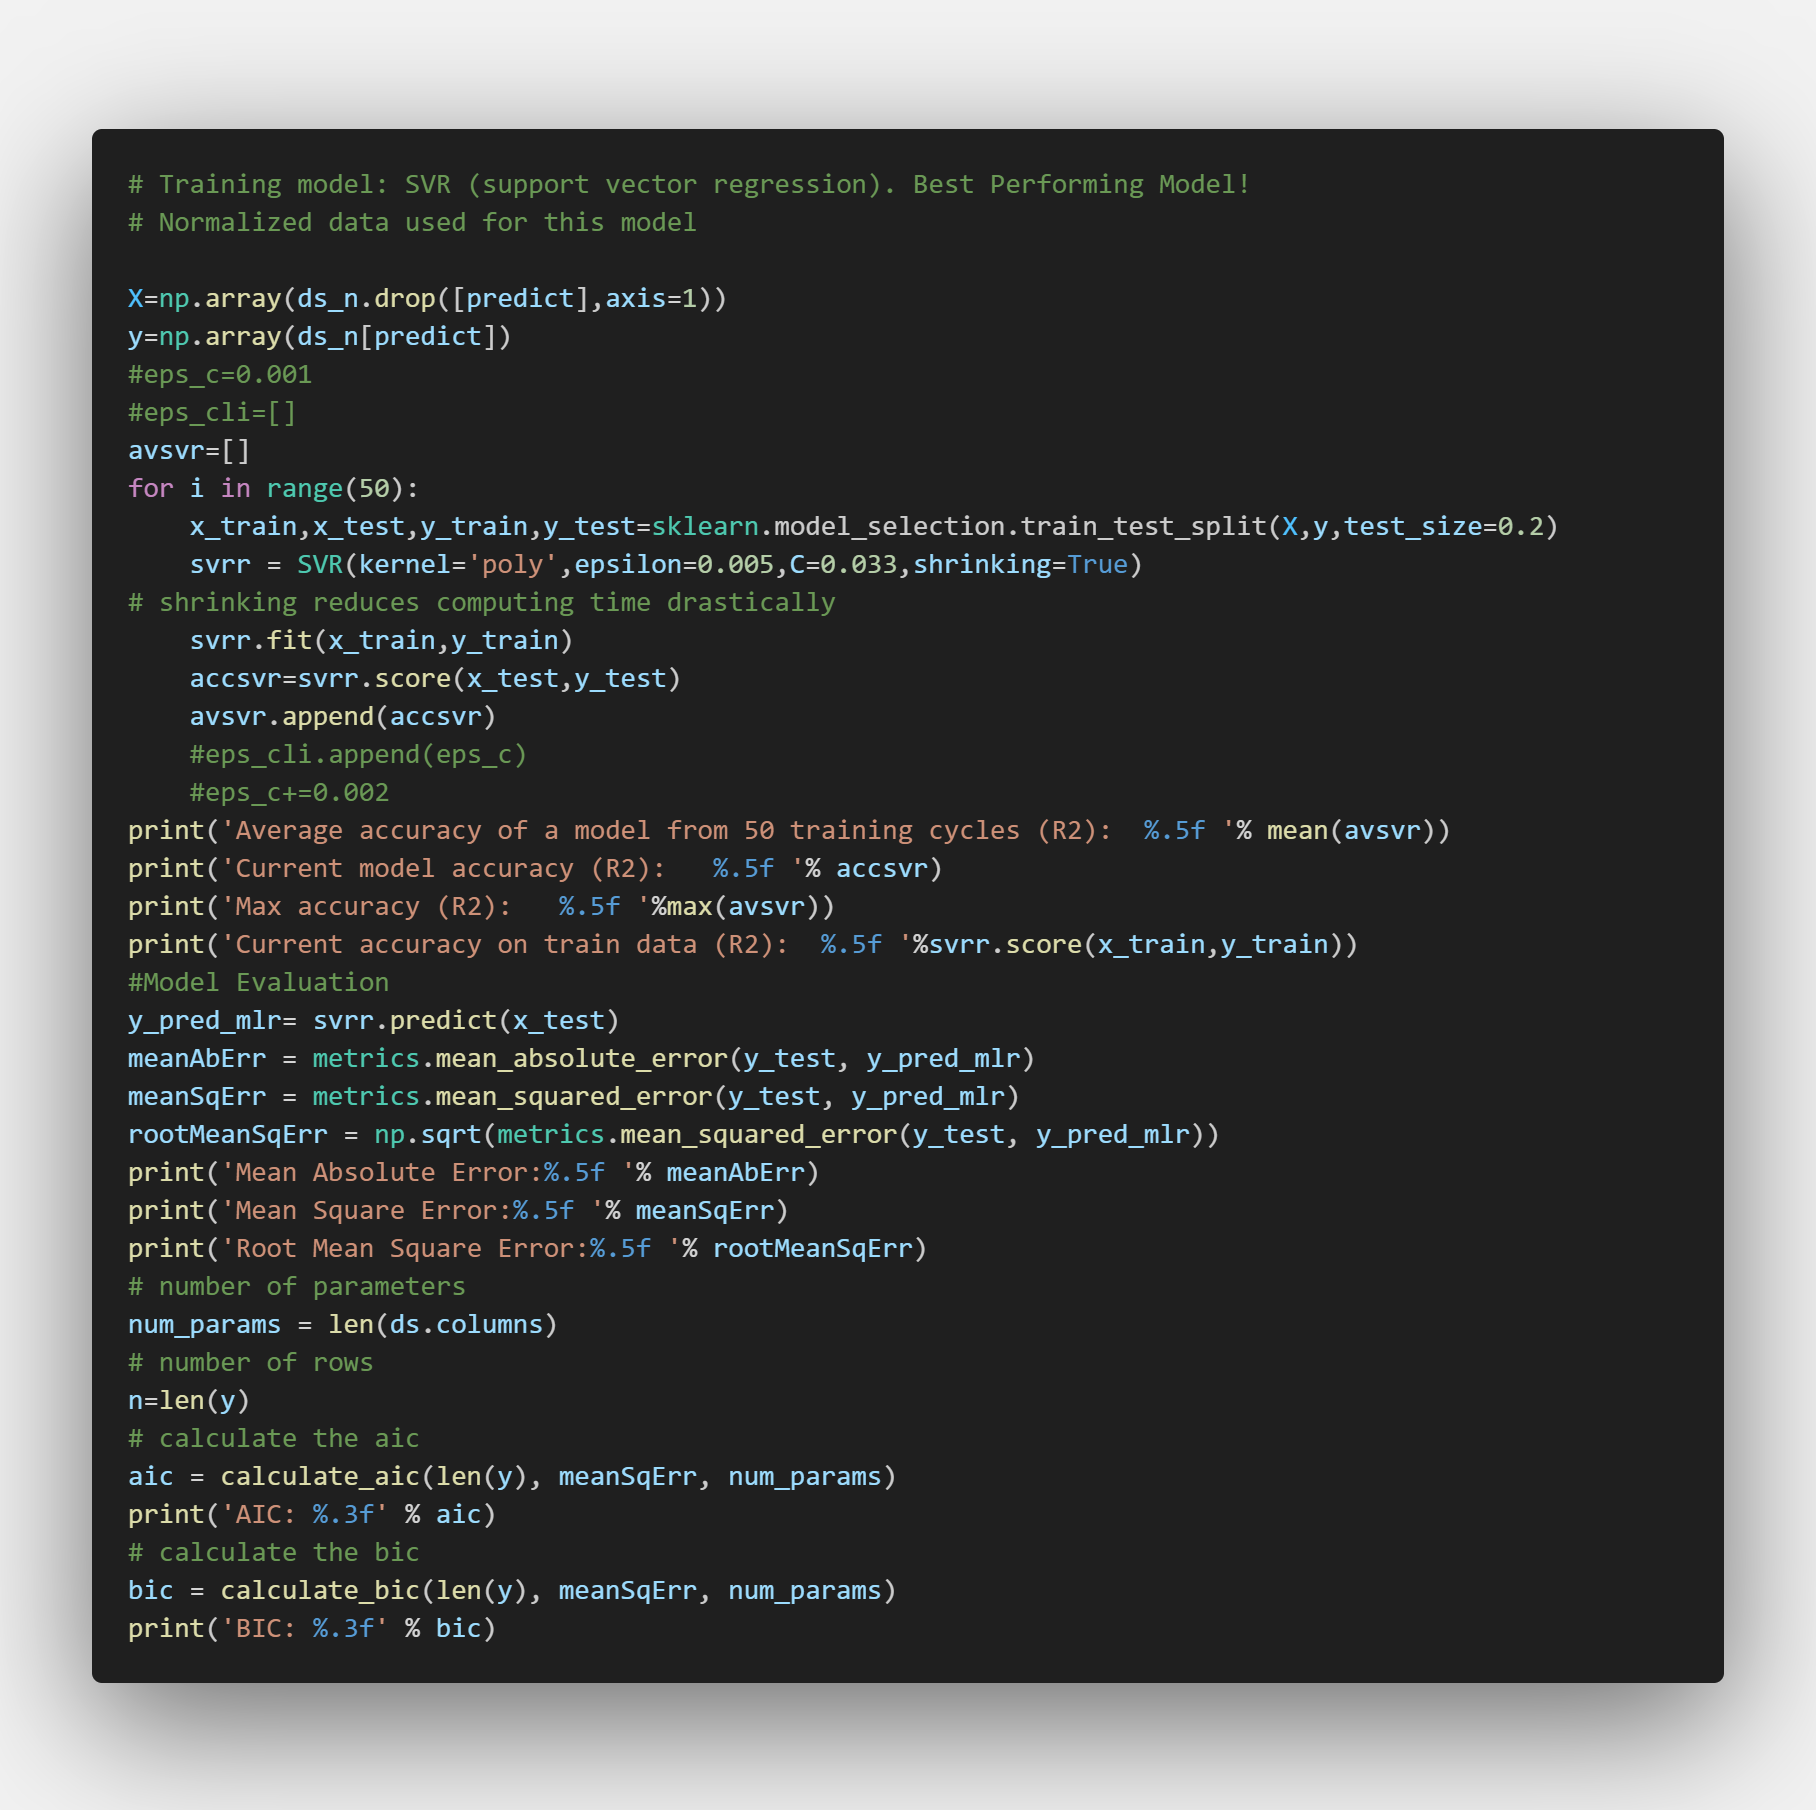 # Training model: SVR (support vector regression). Best Performing Model!
# Normalized data used for this model

X=np.array(ds_n.drop([predict],axis=1))
y=np.array(ds_n[predict])
#eps_c=0.001
#eps_cli=[]
avsvr=[]
for i in range(50):
    x_train,x_test,y_train,y_test=sklearn.model_selection.train_test_split(X,y,test_size=0.2)
    svrr = SVR(kernel='poly',epsilon=0.005,C=0.033,shrinking=True)
# shrinking reduces computing time drastically
    svrr.fit(x_train,y_train)
    accsvr=svrr.score(x_test,y_test)
    avsvr.append(accsvr)
    #eps_cli.append(eps_c)
    #eps_c+=0.002
print('Average accuracy of a model from 50 training cycles (R2):  %.5f '% mean(avsvr))
print('Current model accuracy (R2):   %.5f '% accsvr)
print('Max accuracy (R2):   %.5f '%max(avsvr))
print('Current accuracy on train data (R2):  %.5f '%svrr.score(x_train,y_train))
#Model Evaluation
y_pred_mlr= svrr.predict(x_test)
meanAbErr = metrics.mean_absolute_error(y_test, y_pred_mlr)
meanSqErr = metrics.mean_squared_error(y_test, y_pred_mlr)
rootMeanSqErr = np.sqrt(metrics.mean_squared_error(y_test, y_pred_mlr))
print('Mean Absolute Error:%.5f '% meanAbErr)
print('Mean Square Error:%.5f '% meanSqErr)
print('Root Mean Square Error:%.5f '% rootMeanSqErr)
# number of parameters
num_params = len(ds.columns)
# number of rows
n=len(y)
# calculate the aic
aic = calculate_aic(len(y), meanSqErr, num_params)
print('AIC: %.3f' % aic)
# calculate the bic
bic = calculate_bic(len(y), meanSqErr, num_params)
print('BIC: %.3f' % bic)